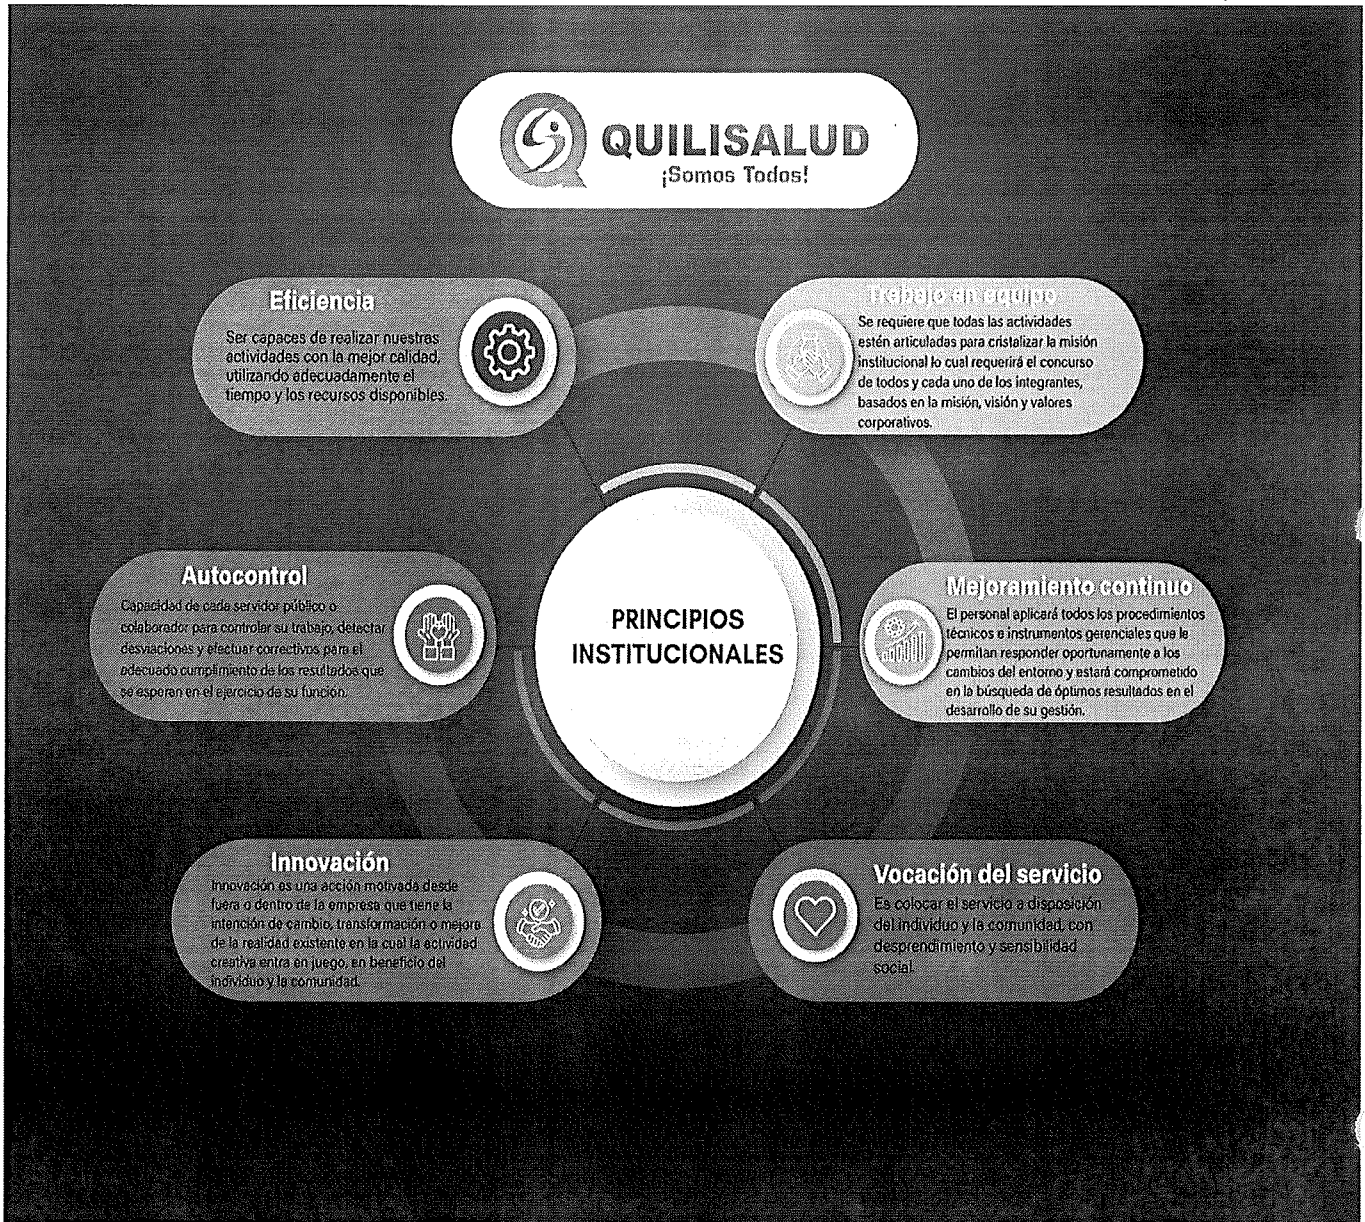 QUILISALUD
¡Somos Todos!
Eficiencia
Ser capaces de realizar nuestras
actividades con la mejor calidad,
utilizando adecuadamente el
tiempo y los recursos disponibles.
Trabajo en equipo
Se requiere que todas las actividades
estén articuladas para cristalizar la misión
institucional lo cual requerirá el concurso
de todos y cada uno de los integrantes,
basados en la misión, visión y valores
corporativos.
Autocontrol
Capacidad de cada servidor público o
colaborador para controlar su trabajo, detectar
desviaciones y efectuar correctivos para el
adecuado cumplimiento de los resultados que
se esperan en el ejercicio de su función.
PRINCIPIOS
INSTITUCIONALES
Mejoramiento continuo
El personal aplicará todos los procedimientos
técnicos e instrumentos gerenciales que le
permitan responder oportunamente a los
cambios del entorno y estará comprometido
en la búsqueda de óptimos resultados en el
desarrollo de su gestión.
Innovación
Innovación es una acción motivada desde
fuera o dentro de la empresa que tiene la
intención de cambio, transformación o mejora
de la realidad existente en la cual la actividad
creativa entra en juego, en beneficio del
individuo y la comunidad.
Vocación del servicio
Es colocar el servicio a disposición
del individuo y la comunidad, con
desprendimiento y sensibilidad
social.